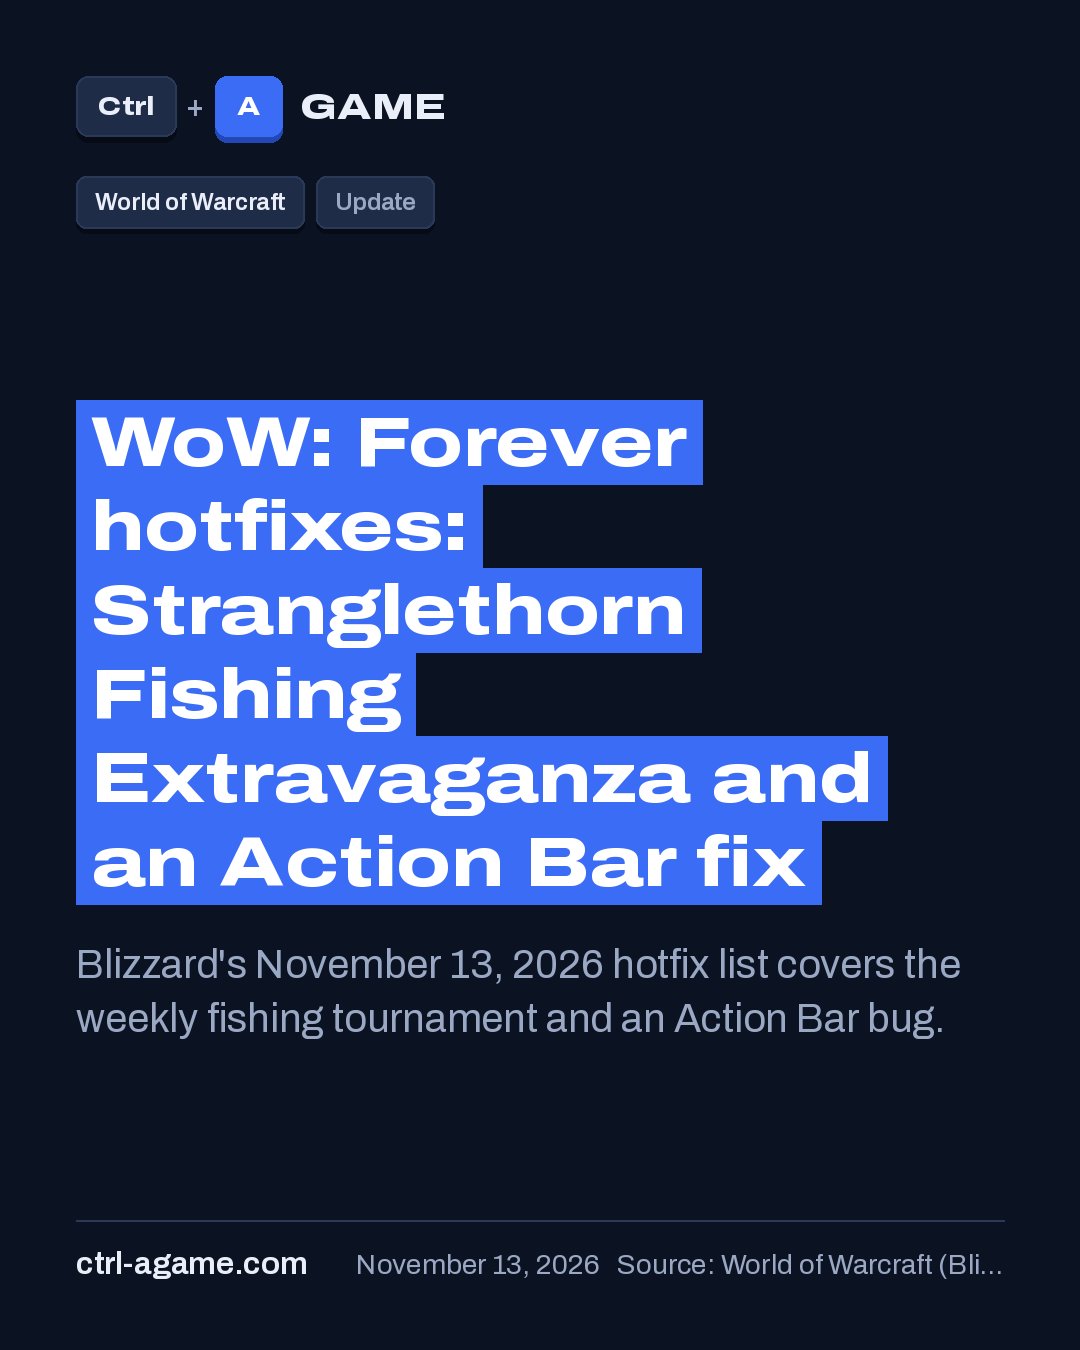 Ctrl + A GAME
World of Warcraft Update
WoW: Forever
hotfixes:
Stranglethorn
Fishing
Extravaganza and
an Action Bar fix
Blizzard's November 13, 2026 hotfix list covers the
weekly fishing tournament and an Action Bar bug.
ctrl-agame.com November 13, 2026 Source: World of Warcraft (Bli...